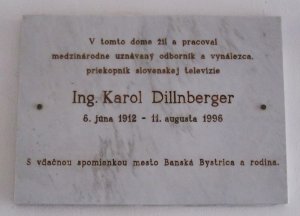 V tomto dome žil a pracoval
medzinárodne uznávaný odborník a vynálezca,
priekopník slovenskej televízie
Ing. Karol Dillnberger
6. júna 1912 - 11. augusta 1996
S vďačnou spomienkou mesto Banská Bystrica a rodina.